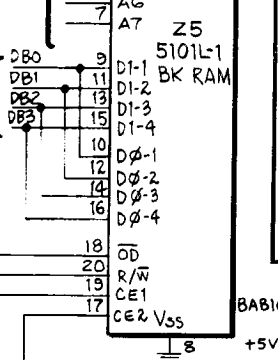 A6
7 A7
Z5
5101L-1
BK RAM
DB0 9 D1-1
DB1 11 D1-2
DB2 13 D1-3
DB3 15 D1-4
10 DØ-1
12 DØ-2
14 DØ-3
16 DØ-4
18 OD
20 R/W
19 CE1
17 CE2 Vss
8
+5V